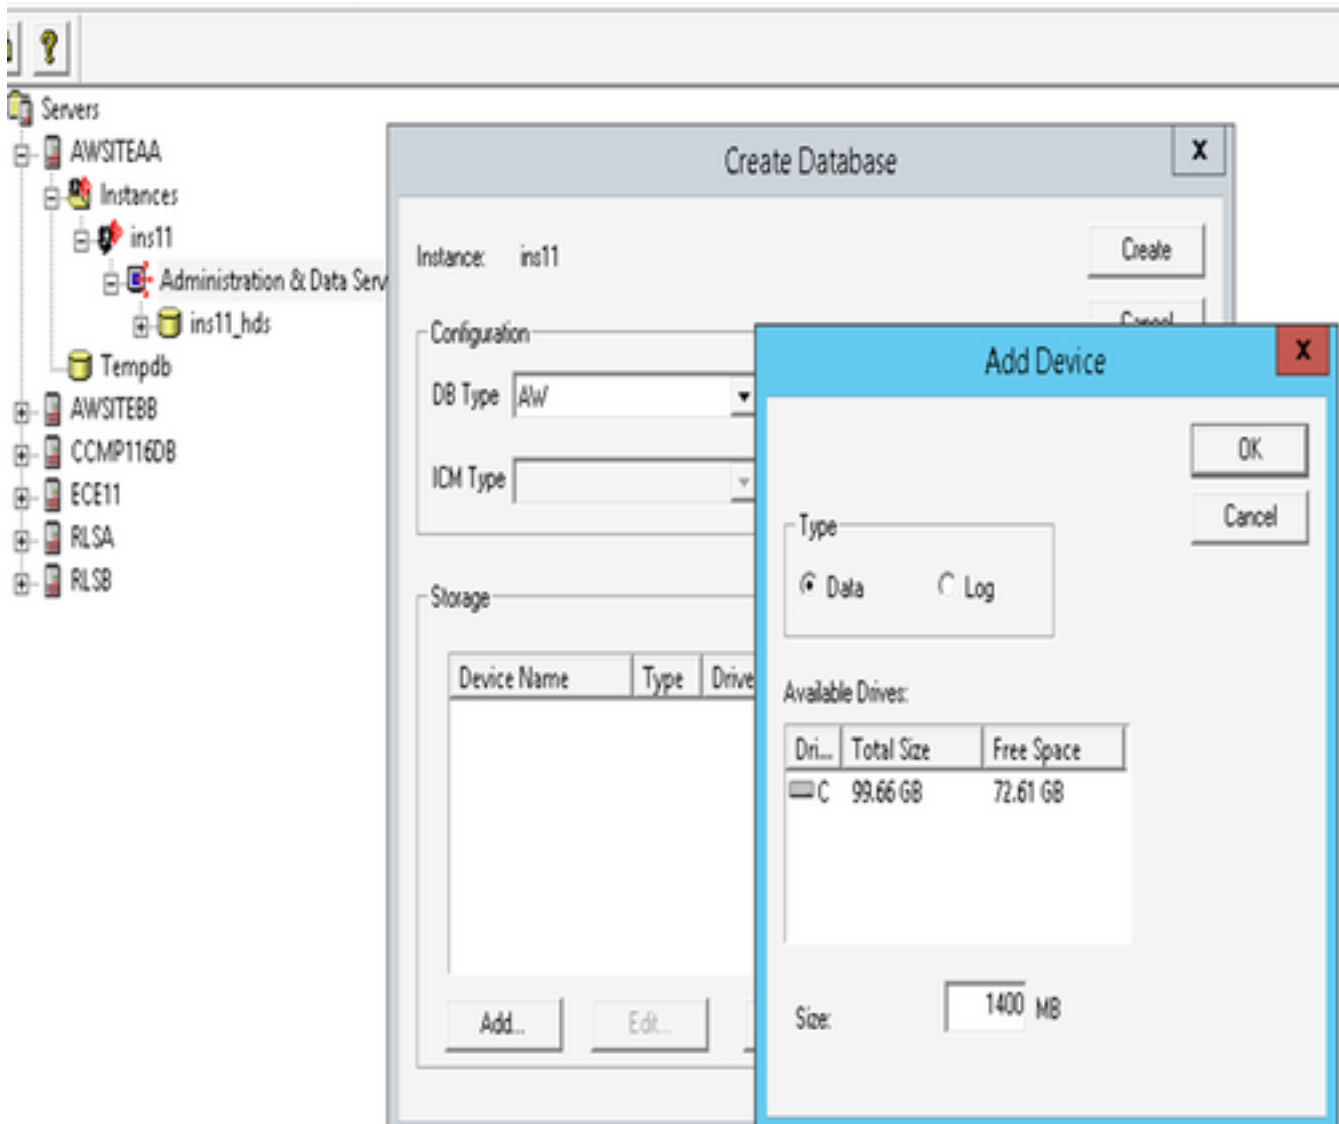 Servers
AWSITEAA
Instances
ins11
Administration & Data Serv
ins11_hds
Tempdb
AWSITEBB
CCMP116DB
ECE11
RLSA
RLSB
Create Database
X
Instance: ins11
Create
Cancel
Configuration
DB Type AW
ICM Type
Storage
Device Name Type Drive
Add... Edit...
Add Device
X
OK
Cancel
Type
Data Log
Available Drives:
Dri... Total Size Free Space
C 99.66 GB 72.61 GB
Size: 1400 MB